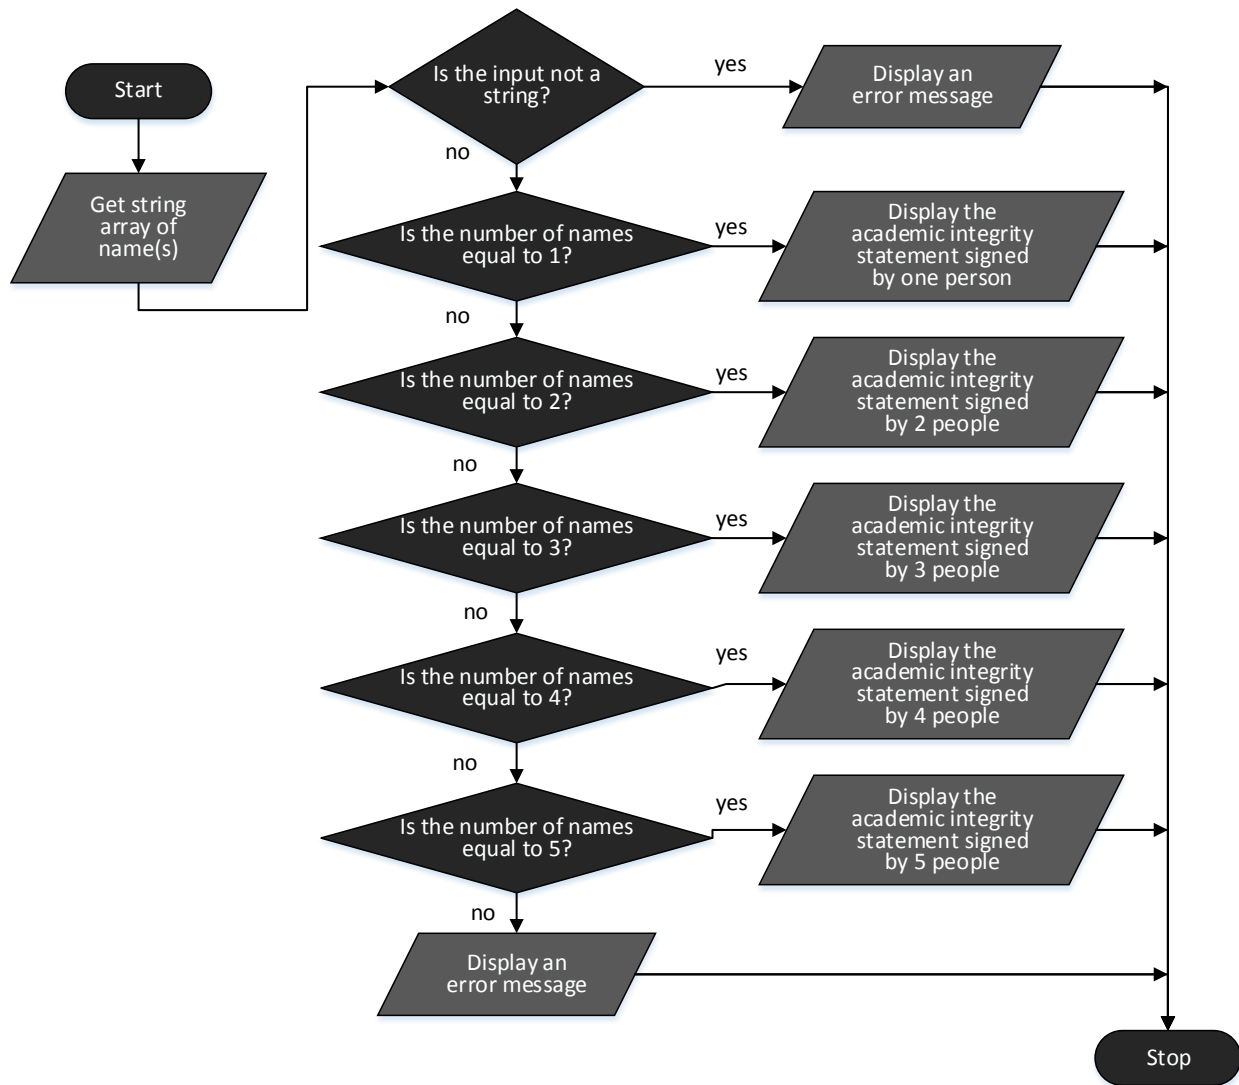 Start
Get string
array of
name(s)
Is the input not a
string?
yes
Display an
error message
no
Is the number of names
equal to 1?
yes
Display the
academic integrity
statement signed
by one person
no
Is the number of names
equal to 2?
yes
Display the
academic integrity
statement signed
by 2 people
no
Is the number of names
equal to 3?
yes
Display the
academic integrity
statement signed
by 3 people
no
Is the number of names
equal to 4?
yes
Display the
academic integrity
statement signed
by 4 people
no
Is the number of names
equal to 5?
yes
Display the
academic integrity
statement signed
by 5 people
no
Display an
error message
Stop